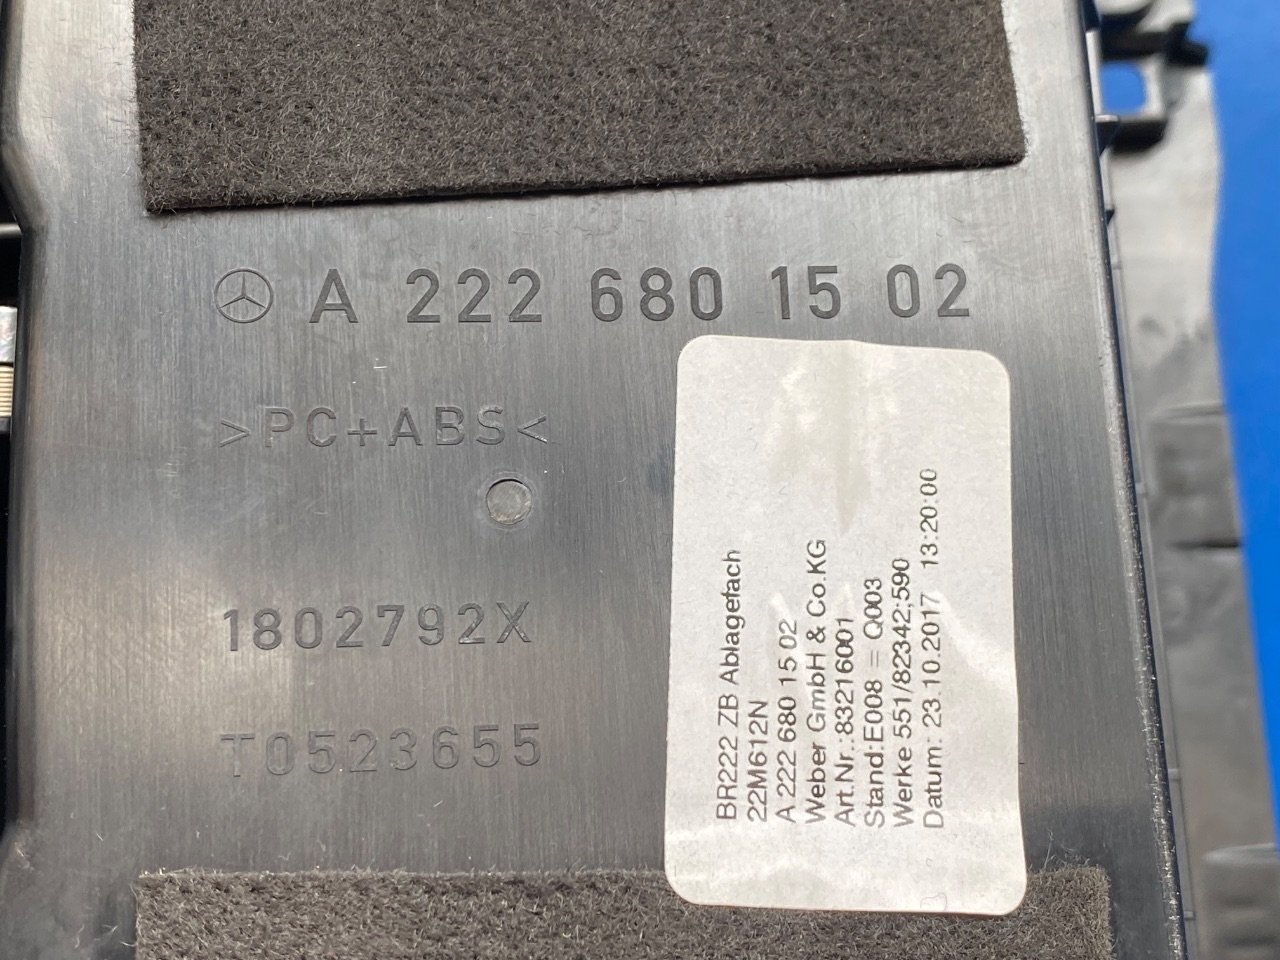 A 222 680 15 02
>PC+ABS<
1802792X
T0523655
BR222 ZB Ablagefach
22M612N
A 222 680 15 02
Weber GmbH & Co.KG
Art.Nr.:83216001
Stand:E008 = Q003
Werke 551/82342;590
Datum: 23.10.2017 13:20:00